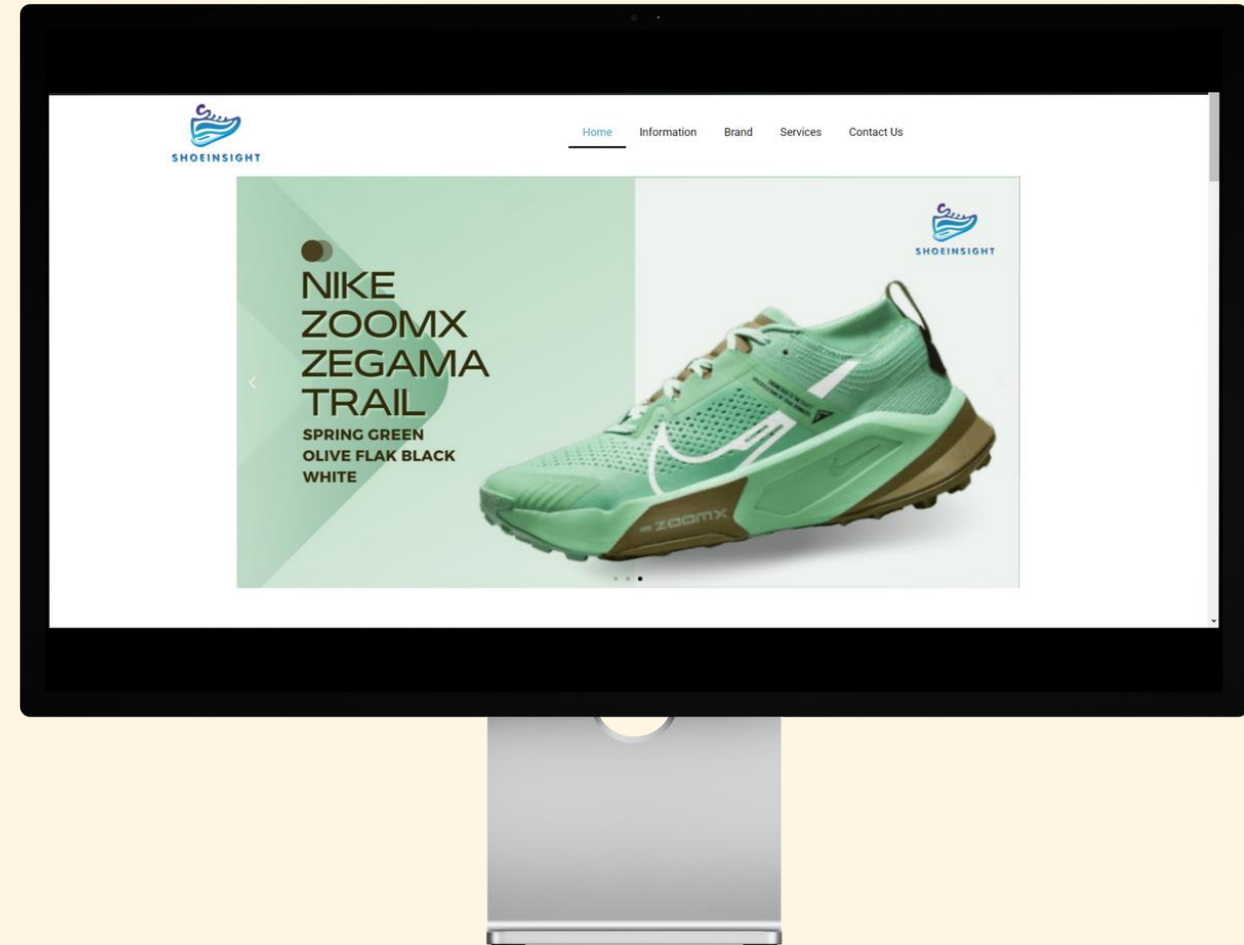 SHOEINSIGHT
Home Information Brand Services Contact Us
SHOEINSIGHT
NIKE
ZOOMX
ZEGAMA
TRAIL
SPRING GREEN
OLIVE FLAK BLACK
WHITE
ZOOMX